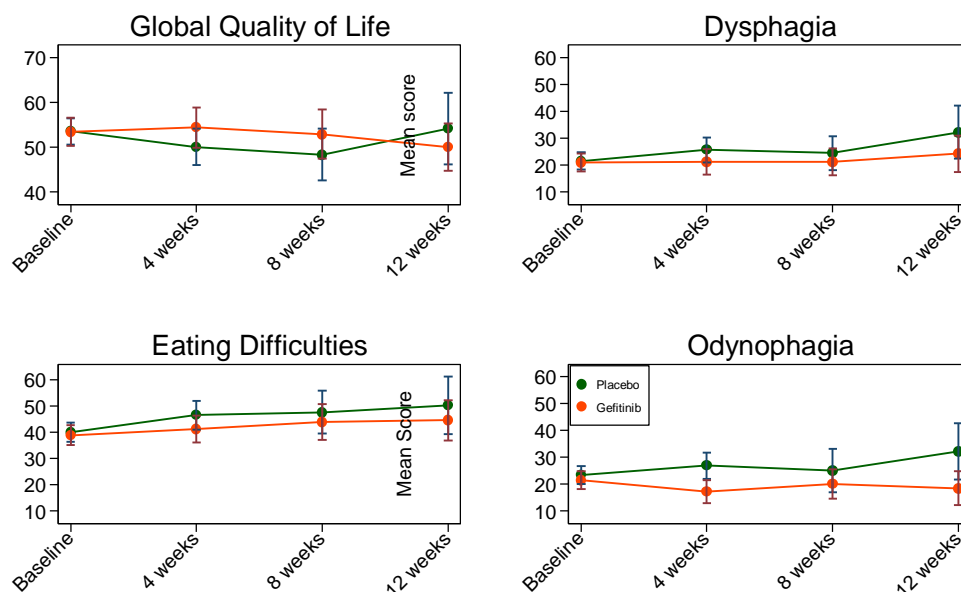 Global Quality of Life
70
60
50
40
Baseline
4 weeks
8 weeks
12 weeks
Dysphagia
Mean score
60
50
40
30
20
10
Baseline
4 weeks
8 weeks
12 weeks
Eating Difficulties
60
50
40
30
20
10
Baseline
4 weeks
8 weeks
12 weeks
Odynophagia
Mean Score
60
50
40
30
20
10
Placebo
Gefitinib
Baseline
4 weeks
8 weeks
12 weeks